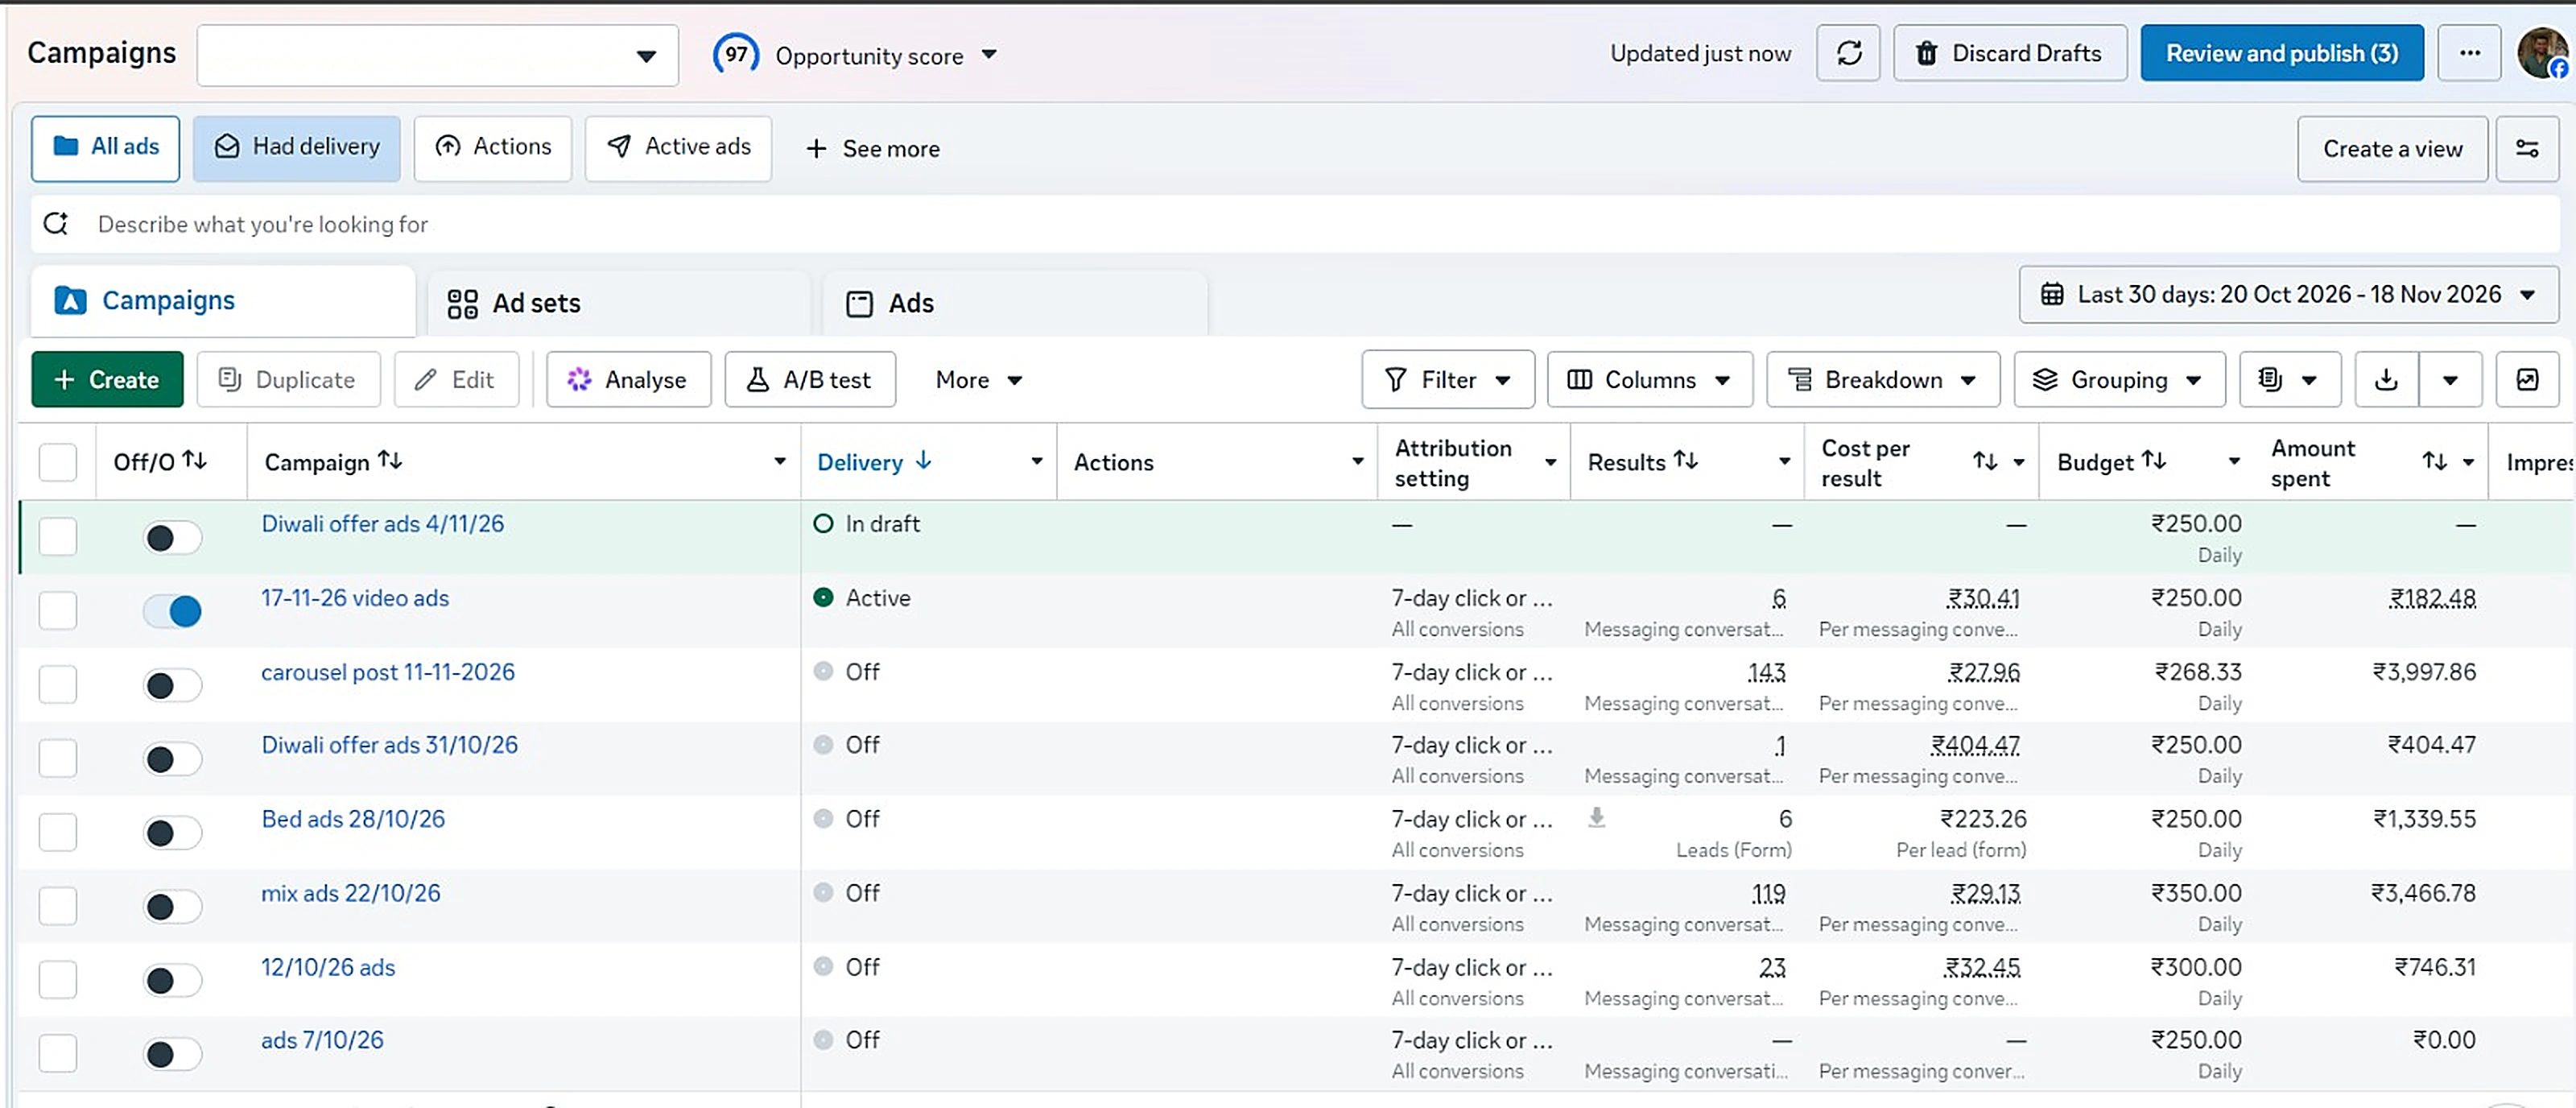 Campaigns
97 Opportunity score
Updated just now
Discard Drafts
Review and publish (3)
All ads
Had delivery
Actions
Active ads
+ See more
Create a view
Describe what you're looking for
Campaigns
Ad sets
Ads
Last 30 days: 20 Oct 2026 - 18 Nov 2026
+ Create
Duplicate
Edit
Analyse
A/B test
More
Filter
Columns
Breakdown
Grouping
Off/O
Campaign
Delivery
Actions
Attribution setting
Results
Cost per result
Budget
Amount spent
Impres
Diwali offer ads 4/11/26 In draft — — — ₹250.00 —
Daily
17-11-26 video ads Active 7-day click or ... 6 ₹30.41 ₹250.00 ₹182.48
All conversions Messaging conversat... Per messaging conve... Daily
carousel post 11-11-2026 Off 7-day click or ... 143 ₹27.96 ₹268.33 ₹3,997.86
All conversions Messaging conversat... Per messaging conve... Daily
Diwali offer ads 31/10/26 Off 7-day click or ... 1 ₹404.47 ₹250.00 ₹404.47
All conversions Messaging conversat... Per messaging conve... Daily
Bed ads 28/10/26 Off 7-day click or ... 6 ₹223.26 ₹250.00 ₹1,339.55
All conversions Leads (Form) Per lead (form) Daily
mix ads 22/10/26 Off 7-day click or ... 119 ₹29.13 ₹350.00 ₹3,466.78
All conversions Messaging conversat... Per messaging conve... Daily
12/10/26 ads Off 7-day click or ... 23 ₹32.45 ₹300.00 ₹746.31
All conversions Messaging conversat... Per messaging conve... Daily
ads 7/10/26 Off 7-day click or ... — — ₹250.00 ₹0.00
All conversions Messaging conversati... Per messaging conver... Daily